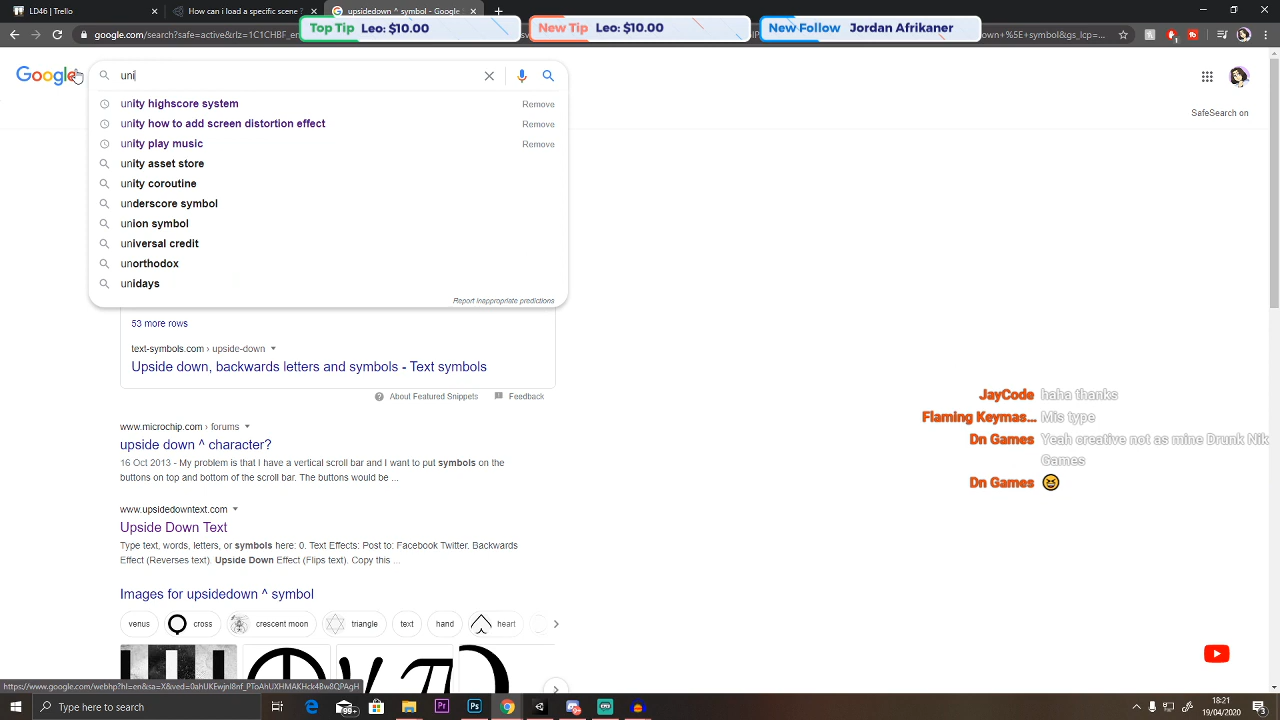 LD46 |
How can i load a specific
upsidedown ^ symbol - Google S
Top Tip Leo: $10.00
New Tip Leo: $10.00
New Follow Jordan Afrikaner
Google
uni
SafeSearch on
unity highscore system Remove
unity how to add screen distortion effect Remove
unity play music Remove
unity asset store
unity coroutine
underscore symbol
union symbol
universal credit
unorthodox
unidays
Report inappropriate predictions
53 more rows
text-symbols.com › upside-down
Upside down, backwards letters and symbols - Text symbols
About Featured Snippets Feedback
www.microchip.com › forums
upside down ^ character?
16 Oct 2013 - My problem is that I have a vertical scroll bar and I want to put symbols on the
buttons on top and bottom of the scroll bar. The buttons would be ...
www.upsidedowntext.com
Upside Down Text
Type text, words, letters, or symbols here: 0. Text Effects: Post to: Facebook Twitter. Backwards
Effect (Reverses text). Upside Down Effect (Flips text). Copy this ...
Images for upsidedown ^ symbol
venus cross crescent moon triangle text hand heart
JayCode haha thanks
Flaming Keymas... Mis type
Dn Games Yeah creative not as mine Drunk Nik
Games
Dn Games 😆
Type here to search
18:21
19/04/2020